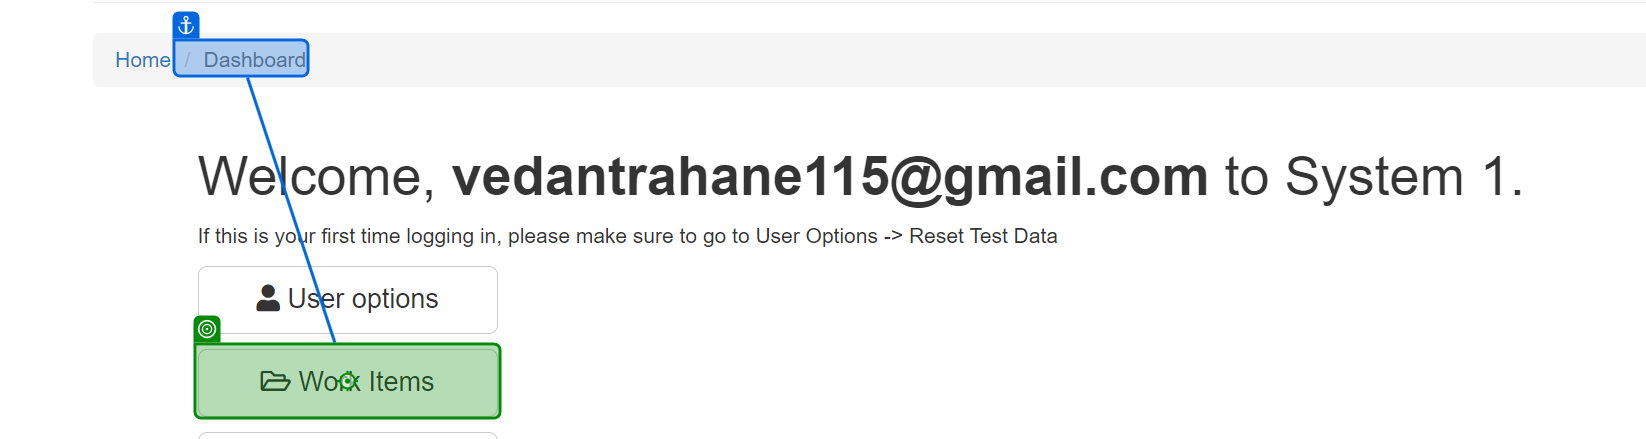 Home / Dashboard
Welcome, vedantrahane115@gmail.com to System 1.
If this is your first time logging in, please make sure to go to User Options -> Reset Test Data
User options
Work Items